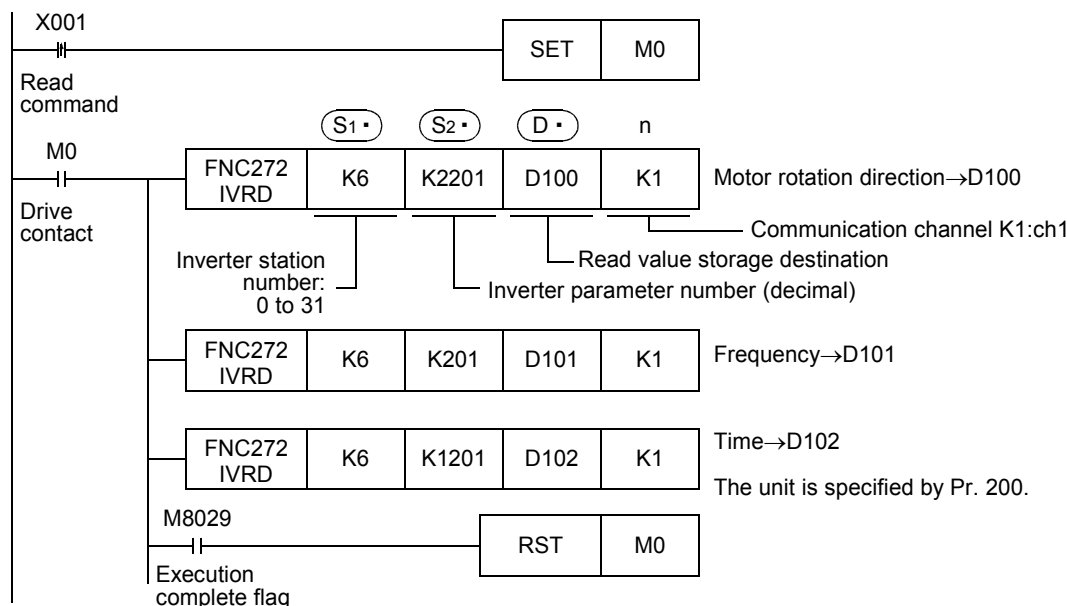 X001
SET M0
Read
command
S1・ S2・ D・ n
M0
FNC272
IVRD K6 K2201 D100 K1 Motor rotation direction→D100
Drive
contact
Communication channel K1:ch1
Read value storage destination
Inverter parameter number (decimal)
Inverter station
number:
0 to 31
FNC272
IVRD K6 K201 D101 K1 Frequency→D101
FNC272
IVRD K6 K1201 D102 K1 Time→D102
The unit is specified by Pr. 200.
M8029
RST M0
Execution
complete flag